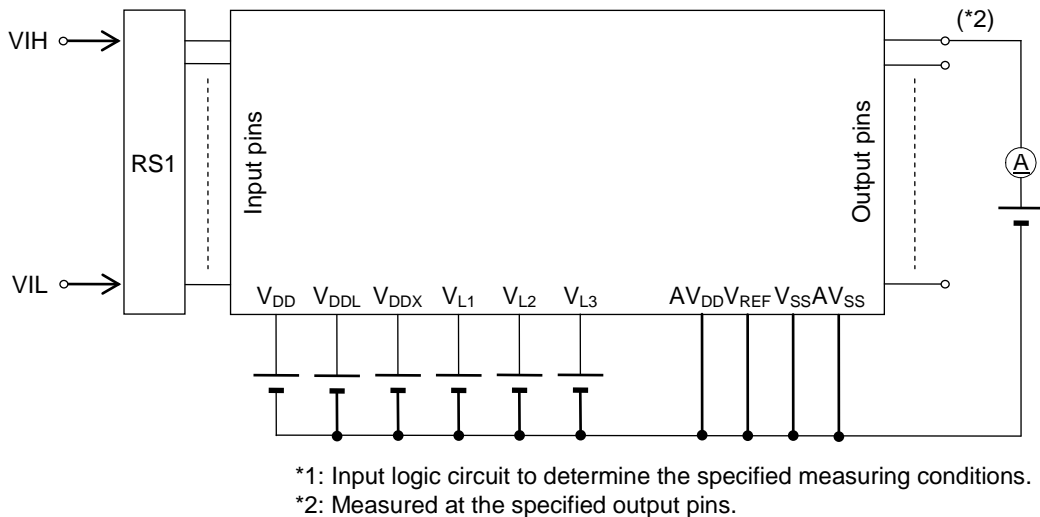 VIH
(*2)
RS1
Input pins
Output pins
A
VIL
VDD VDDL VDDX VL1 VL2 VL3 AVDD VREF VSS AVSS
*1: Input logic circuit to determine the specified measuring conditions.
*2: Measured at the specified output pins.